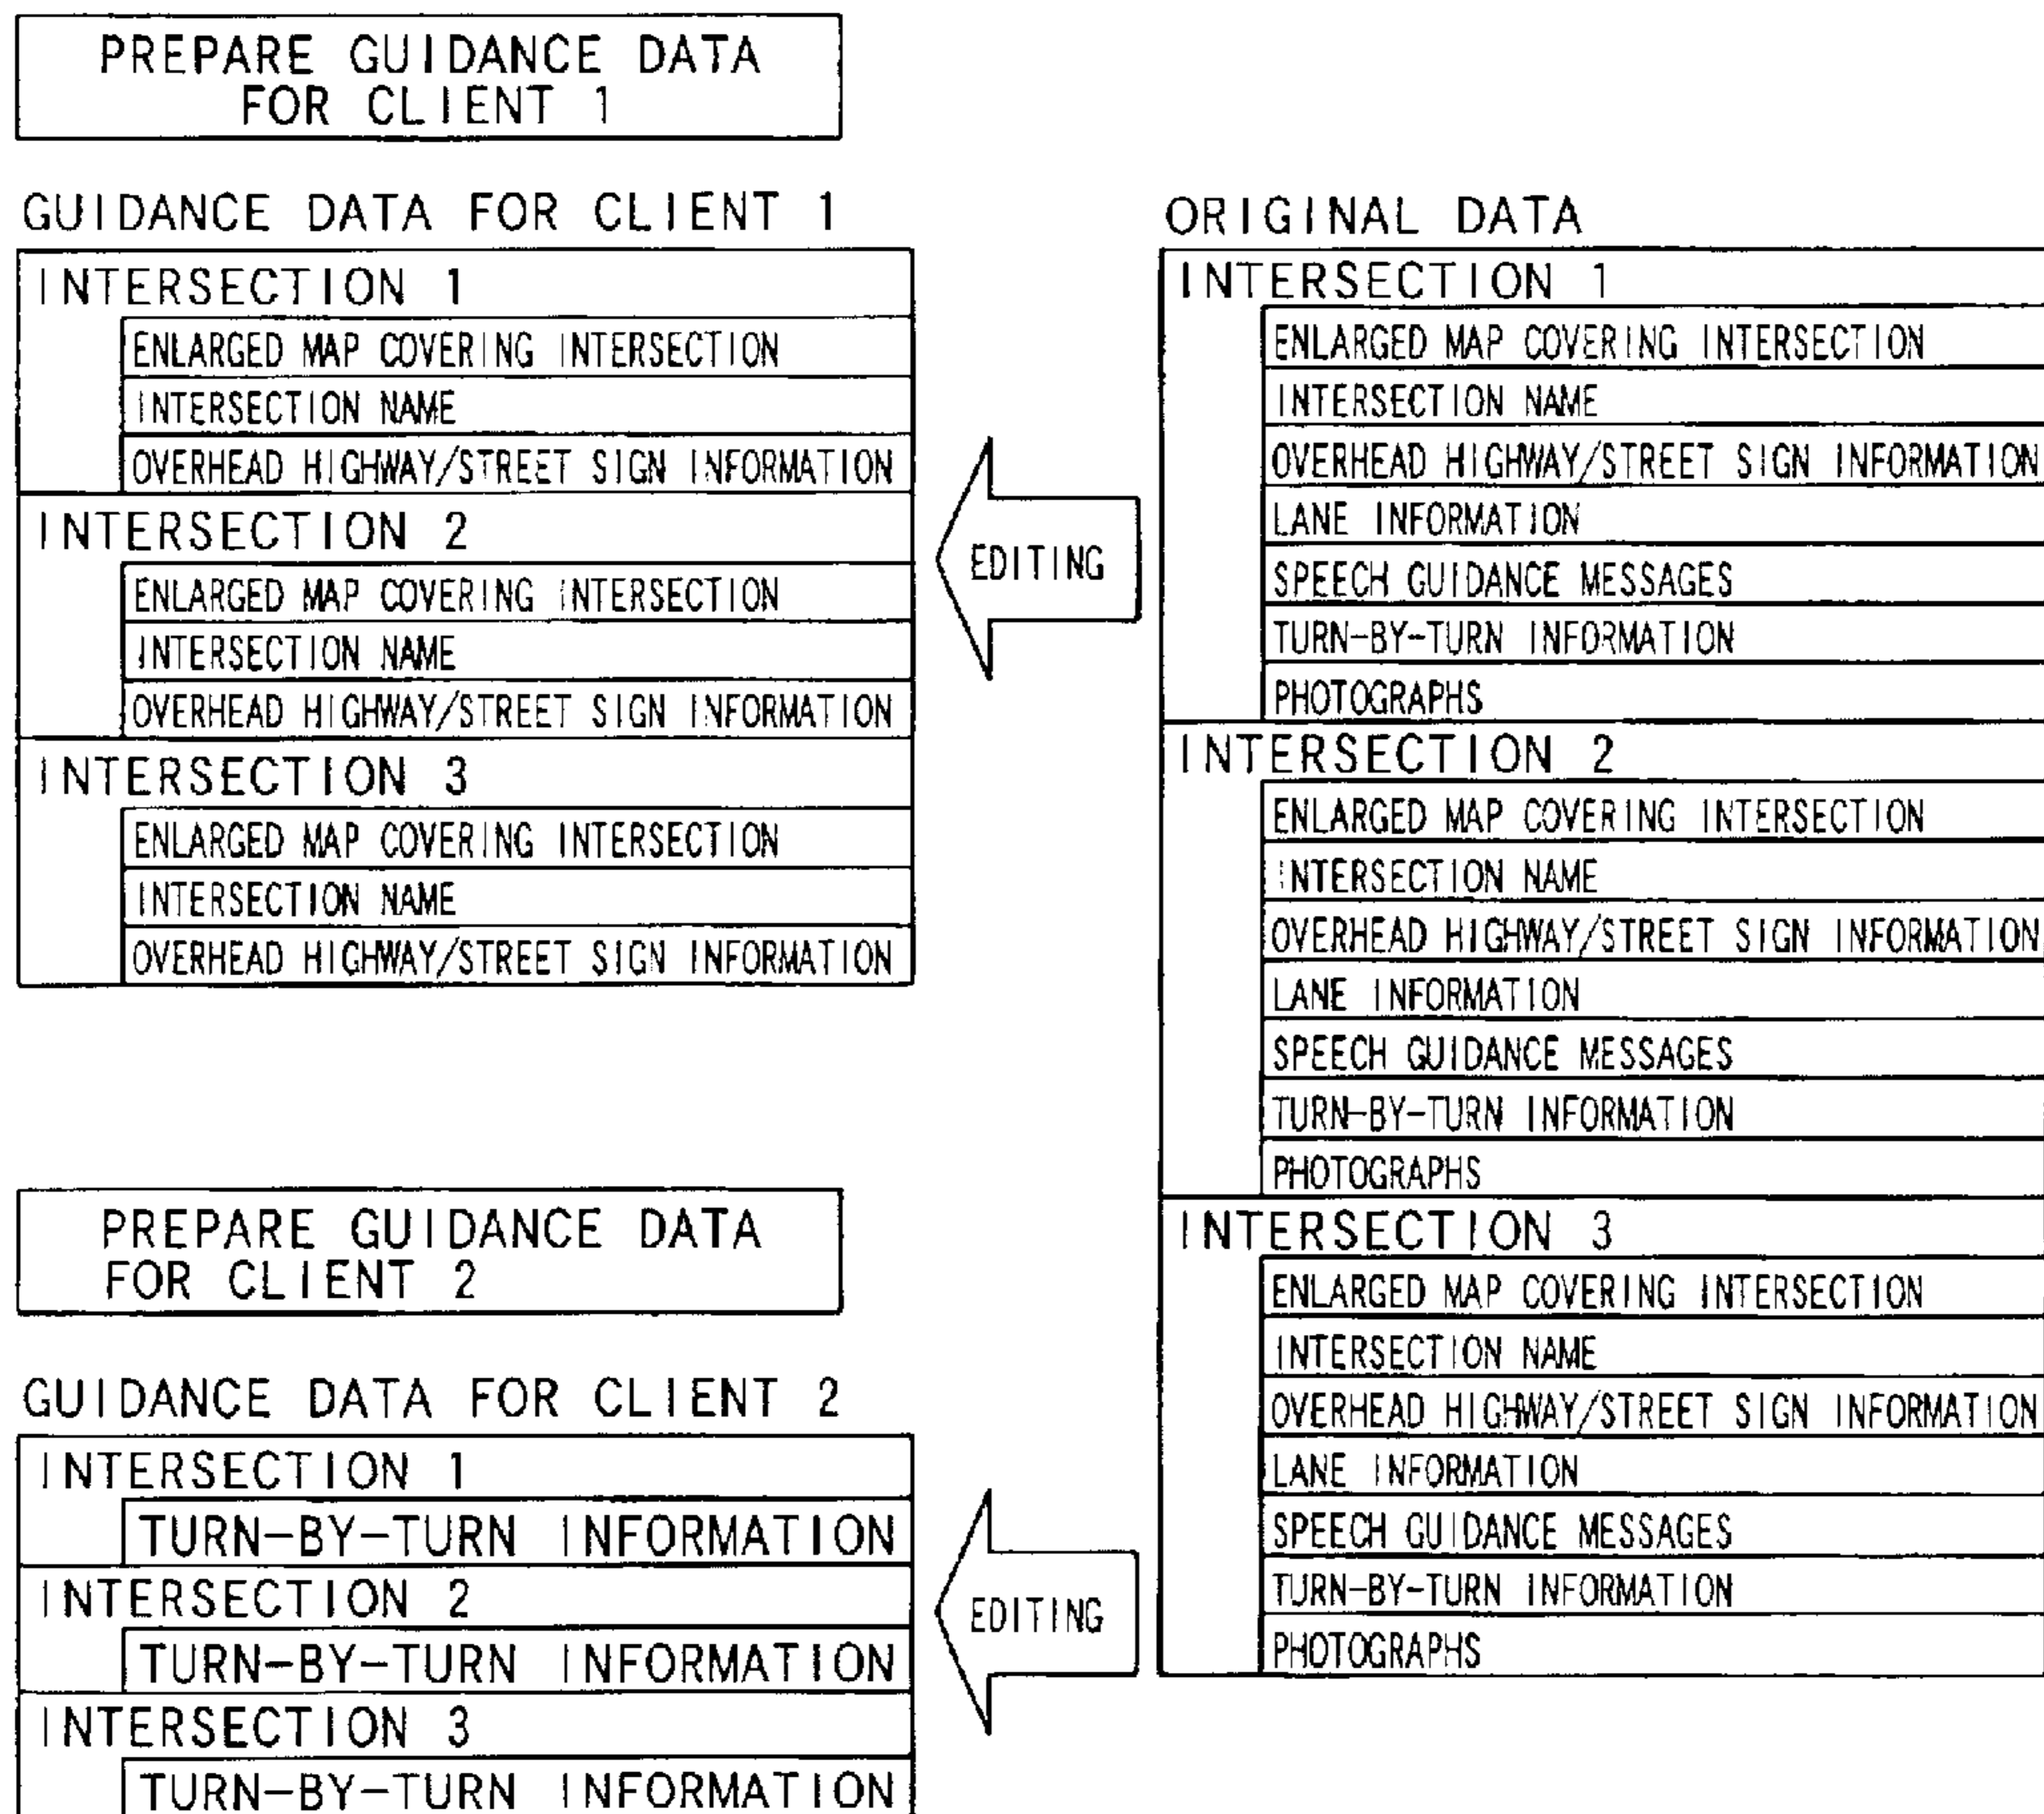 PREPARE GUIDANCE DATA
FOR CLIENT 1
GUIDANCE DATA FOR CLIENT 1
INTERSECTION 1
ENLARGED MAP COVERING INTERSECTION
INTERSECTION NAME
OVERHEAD HIGHWAY/STREET SIGN INFORMATION
INTERSECTION 2
ENLARGED MAP COVERING INTERSECTION
INTERSECTION NAME
OVERHEAD HIGHWAY/STREET SIGN INFORMATION
INTERSECTION 3
ENLARGED MAP COVERING INTERSECTION
INTERSECTION NAME
OVERHEAD HIGHWAY/STREET SIGN INFORMATION
EDITING
ORIGINAL DATA
INTERSECTION 1
ENLARGED MAP COVERING INTERSECTION
INTERSECTION NAME
OVERHEAD HIGHWAY/STREET SIGN INFORMATION
LANE INFORMATION
SPEECH GUIDANCE MESSAGES
TURN-BY-TURN INFORMATION
PHOTOGRAPHS
INTERSECTION 2
ENLARGED MAP COVERING INTERSECTION
INTERSECTION NAME
OVERHEAD HIGHWAY/STREET SIGN INFORMATION
LANE INFORMATION
SPEECH GUIDANCE MESSAGES
TURN-BY-TURN INFORMATION
PHOTOGRAPHS
INTERSECTION 3
ENLARGED MAP COVERING INTERSECTION
INTERSECTION NAME
OVERHEAD HIGHWAY/STREET SIGN INFORMATION
LANE INFORMATION
SPEECH GUIDANCE MESSAGES
TURN-BY-TURN INFORMATION
PHOTOGRAPHS
PREPARE GUIDANCE DATA
FOR CLIENT 2
GUIDANCE DATA FOR CLIENT 2
INTERSECTION 1
TURN-BY-TURN INFORMATION
INTERSECTION 2
TURN-BY-TURN INFORMATION
INTERSECTION 3
TURN-BY-TURN INFORMATION
EDITING